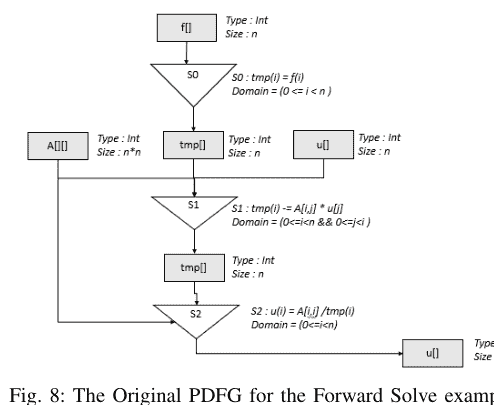 f[]
Type : Int
Size : n
S0
S0 : tmp(i) = f(i)
Domain = (0 <= i < n )
A[][]
Type : Int
Size : n*n
tmp[]
Type : Int
Size : n
u[]
Type : Int
Size : n
S1
S1 : tmp(i) -= A[i,j] * u[j]
Domain = (0<=i<n && 0<=j<i )
tmp[]
Type : Int
Size : n
S2
S2 : u(i) = A[i,j] /tmp(i)
Domain = (0<=i<n)
u[]
Type
Size
Fig. 8: The Original PDFG for the Forward Solve examp